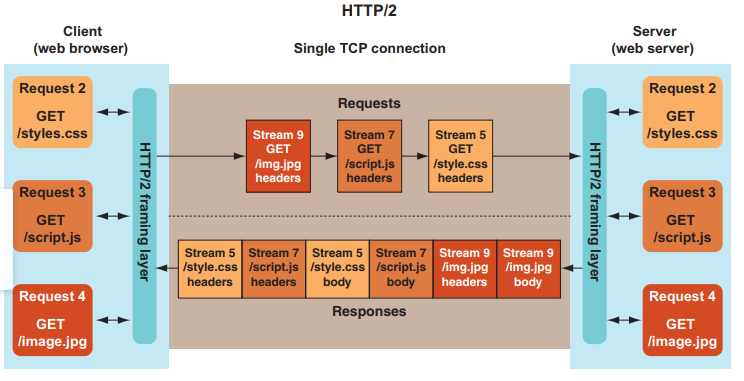 HTTP/2
Client
(web browser)
Single TCP connection
Server
(web server)
Request 2
GET
/styles.css
Request 3
GET
/script.js
Request 4
GET
/image.jpg
HTTP/2 framing layer
Requests
Stream 9
GET
/img.jpg
headers
Stream 7
GET
/script.js
headers
Stream 5
GET
/style.css
headers
Stream 5
/style.css
headers
Stream 7
/script.js
headers
Stream 5
/style.css
body
Stream 7
/script.js
body
Stream 9
/img.jpg
headers
Stream 9
/img.jpg
body
Responses
HTTP/2 framing layer
Request 2
GET
/styles.css
Request 3
GET
/script.js
Request 4
GET
/image.jpg